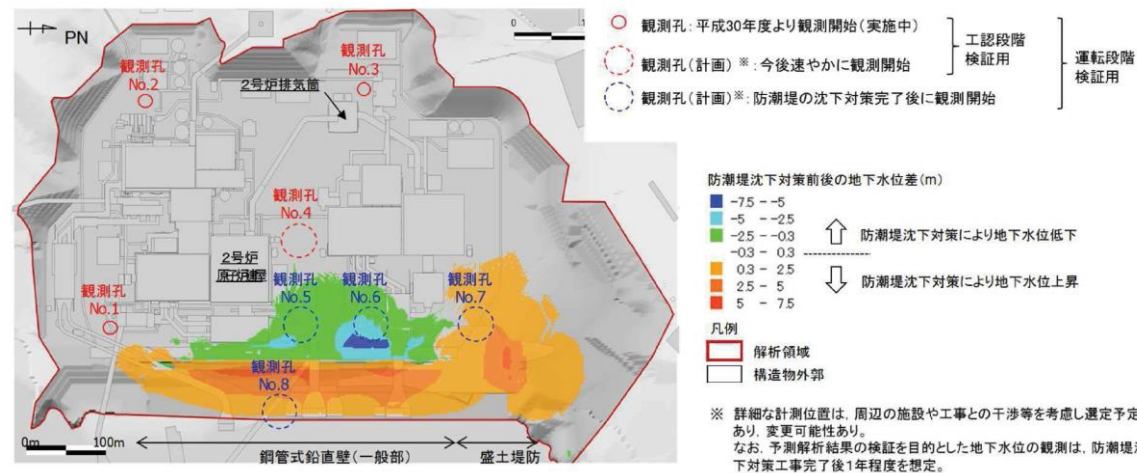 PN
観測孔
No.2
観測孔
No.3
2号炉排気筒
観測孔
No.4
2号炉
原子炉建屋
観測孔
No.1
観測孔
No.5
観測孔
No.6
観測孔
No.7
観測孔
No.8
0m 100m
鋼管式鉛直壁(一般部)
盛土堤防
観測孔:平成30年度より観測開始(実施中)
観測孔(計画)※:今後速やかに観測開始
観測孔(計画)※:防潮堤の沈下対策完了後に観測開始
工認段階
検証用
運転段階
検証用
防潮堤沈下対策前後の地下水位差(m)
-7.5 - -5
-5 - -2.5
-2.5 - -0.3
-0.3 - 0.3
0.3 - 2.5
2.5 - 5
5 - 7.5
防潮堤沈下対策により地下水位低下
防潮堤沈下対策により地下水位上昇
凡例
解析領域
構造物外郭
※ 詳細な計測位置は,周辺の施設や工事との干渉等を考慮し選定予定
あり,変更可能性あり。
なお,予測解析結果の検証を目的とした地下水位の観測は,防潮堤
下対策工事完了後1年程度を想定。